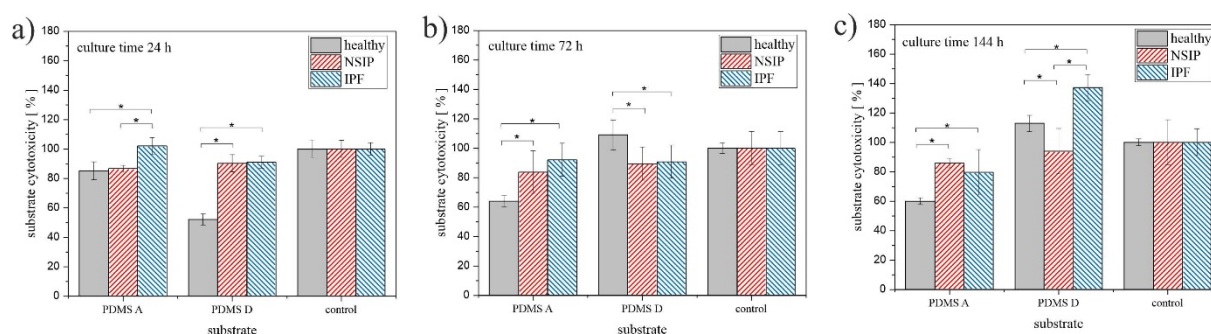 a)
culture time 24 h
healthy
NSIP
IPF
substrate cytotoxicity [ % ]
180
160
140
120
100
80
60
40
20
0
*
*
*
*
PDMS A
PDMS D
control
substrate
b)
culture time 72 h
healthy
NSIP
IPF
substrate cytotoxicity [ % ]
180
160
140
120
100
80
60
40
20
0
*
*
*
*
PDMS A
PDMS D
control
substrate
c)
culture time 144 h
healthy
NSIP
IPF
substrate cytotoxicity [ % ]
180
160
140
120
100
80
60
40
20
0
*
*
*
*
*
PDMS A
PDMS D
control
substrate